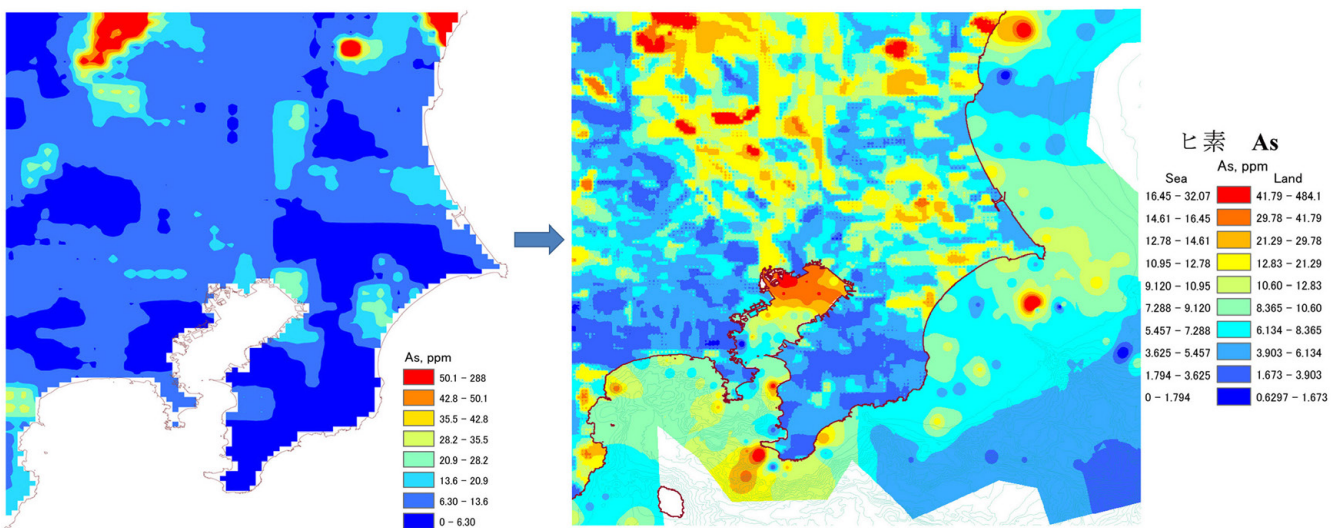 As, ppm
50.1 − 288
42.8 − 50.1
35.5 − 42.8
28.2 − 35.5
20.9 − 28.2
13.6 − 20.9
6.30 − 13.6
0 − 6.30
ヒ素 As
As, ppm
Sea Land
16.45 − 32.07 41.79 − 484.1
14.61 − 16.45 29.78 − 41.79
12.78 − 14.61 21.29 − 29.78
10.95 − 12.78 12.83 − 21.29
9.120 − 10.95 10.60 − 12.83
7.288 − 9.120 8.365 − 10.60
5.457 − 7.288 6.134 − 8.365
3.625 − 5.457 3.903 − 6.134
1.794 − 3.625 1.673 − 3.903
0 − 1.794 0.6297 − 1.673